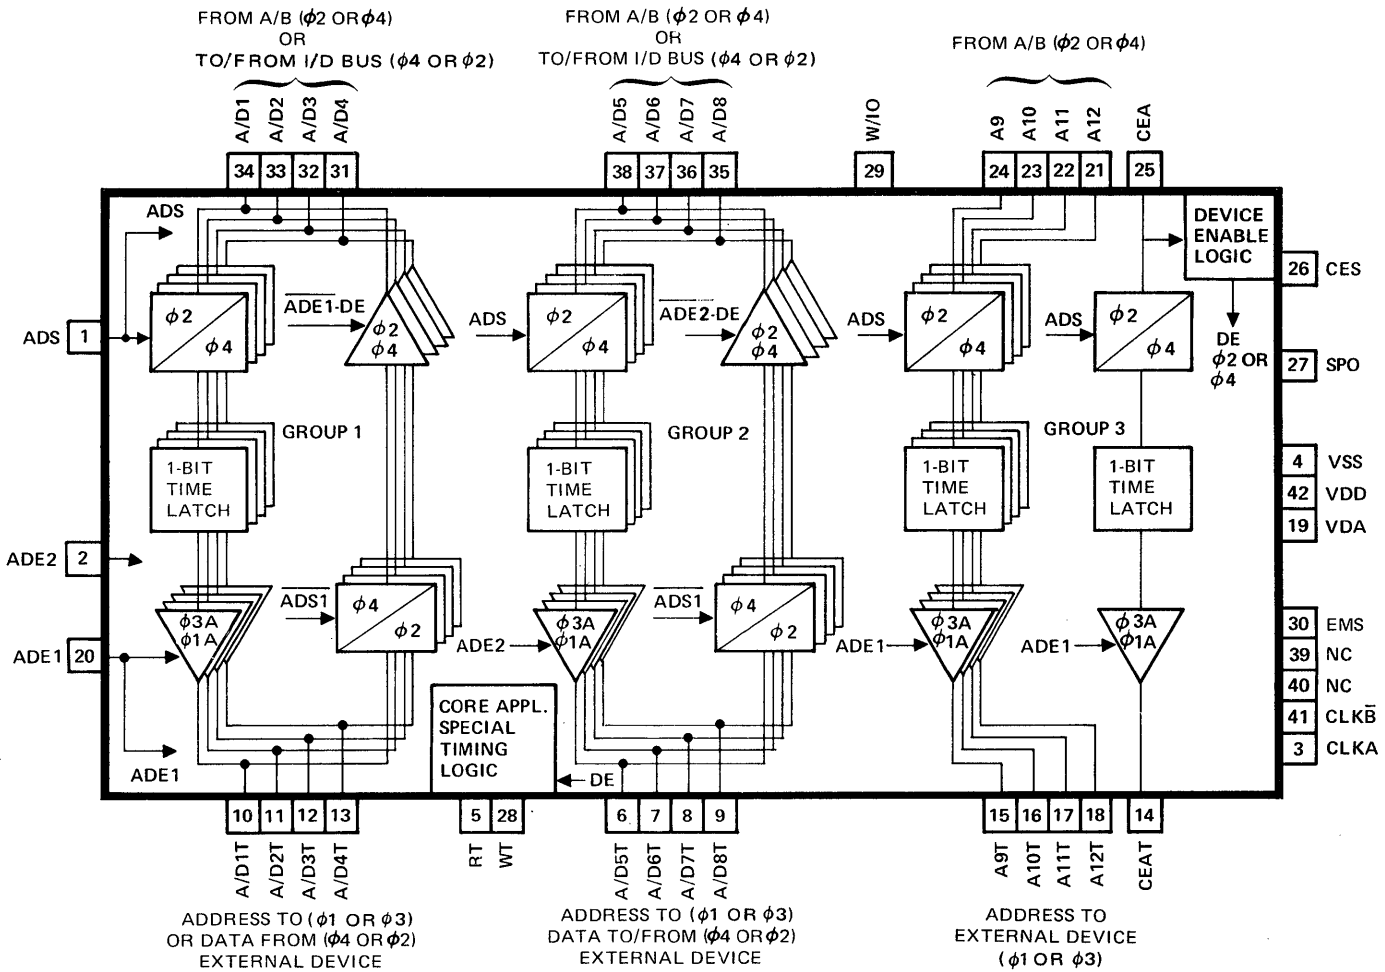 FROM A/B (ϕ2 OR ϕ4)
OR
TO/FROM I/D BUS (ϕ4 OR ϕ2)
FROM A/B (ϕ2 OR ϕ4)
OR
TO/FROM I/D BUS (ϕ4 OR ϕ2)
FROM A/B (ϕ2 OR ϕ4)
A/D1
A/D2
A/D3
A/D4
A/D5
A/D6
A/D7
A/D8
W/IO
A9
A10
A11
A12
CEA
34
33
32
31
38
37
36
35
29
24
23
22
21
25
ADS
DEVICE
ENABLE
LOGIC
26 CES
ADS 1
ϕ2
ϕ4
ADE1-DE
ϕ2
ϕ4
ADS
ϕ2
ϕ4
ADE2-DE
ϕ2
ϕ4
ADS
ϕ2
ϕ4
ADS
ϕ2
ϕ4
DE
ϕ2 OR
ϕ4
27 SPO
GROUP 1
GROUP 2
GROUP 3
1-BIT
TIME
LATCH
1-BIT
TIME
LATCH
1-BIT
TIME
LATCH
1-BIT
TIME
LATCH
4 VSS
42 VDD
19 VDA
ADE2 2
ADE1 20
ϕ3A
ϕ1A
A̅D̅S̅1̅
ϕ4
ϕ2
ADE2
ϕ3A
ϕ1A
A̅D̅S̅1̅
ϕ4
ϕ2
ADE1
ϕ3A
ϕ1A
ADE1
ϕ3A
ϕ1A
30 EMS
39 NC
40 NC
41 CLKB̅
3 CLKA
ADE1
CORE APPL.
SPECIAL
TIMING
LOGIC
DE
10
11
12
13
5
28
6
7
8
9
15
16
17
18
14
A/D1T
A/D2T
A/D3T
A/D4T
RT
WT
A/D5T
A/D6T
A/D7T
A/D8T
A9T
A10T
A11T
A12T
CEAT
ADDRESS TO (ϕ1 OR ϕ3)
OR DATA FROM (ϕ4 OR ϕ2)
EXTERNAL DEVICE
ADDRESS TO (ϕ1 OR ϕ3)
DATA TO/FROM (ϕ4 OR ϕ2)
EXTERNAL DEVICE
ADDRESS TO
EXTERNAL DEVICE
(ϕ1 OR ϕ3)